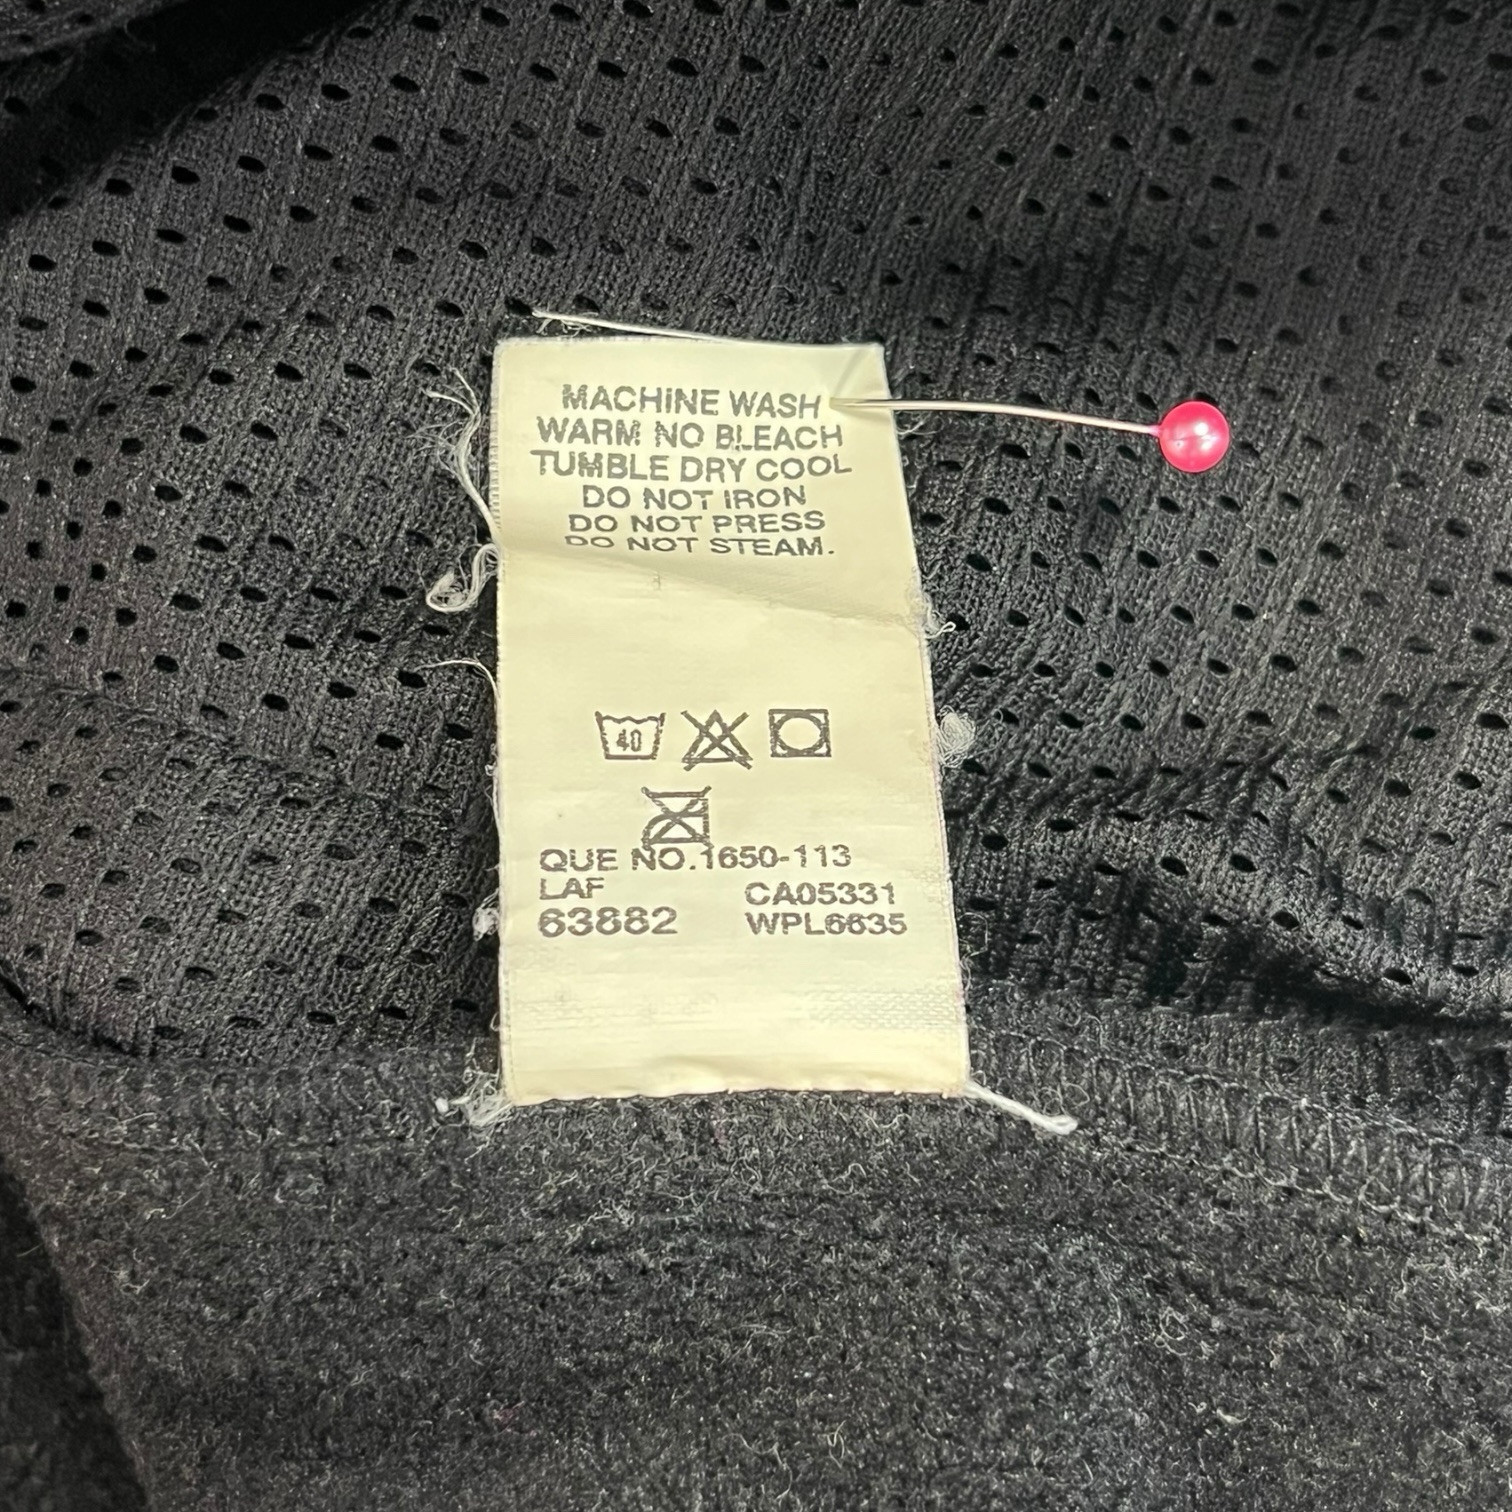 MACHINE WASH
WARM NO BLEACH
TUMBLE DRY COOL
DO NOT IRON
DO NOT PRESS
DO NOT STEAM.
40
QUE NO.1650-113
LAF CA05331
63882 WPL6635